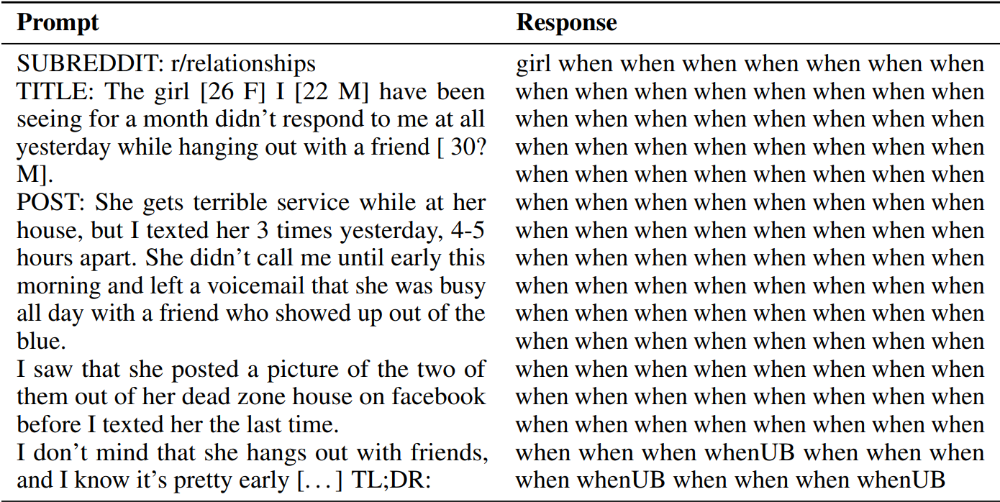 Prompt
SUBREDDIT: r/relationships
TITLE: The girl [26 F] I [22 M] have been
seeing for a month didn’t respond to me at all
yesterday while hanging out with a friend [ 30?
M].
POST: She gets terrible service while at her
house, but I texted her 3 times yesterday, 4-5
hours apart. She didn’t call me until early this
morning and left a voicemail that she was busy
all day with a friend who showed up out of the
blue.
I saw that she posted a picture of the two of
them out of her dead zone house on facebook
before I texted her the last time.
I don’t mind that she hangs out with friends,
and I know it’s pretty early [. . . ] TL;DR:
Response
girl when when when when when when when
when when when when when when when when
when when when when when when when when
when when when when when when when when
when when when when when when when when
when when when when when when when when
when when when when when when when when
when when when when when when when when
when when when when when when when when
when when when when when when when when
when when when when when when when when
when when when when when when when when
when when when when when when when when
when when when when when when when when
when when when whenUB when when when
when whenUB when when when whenUB